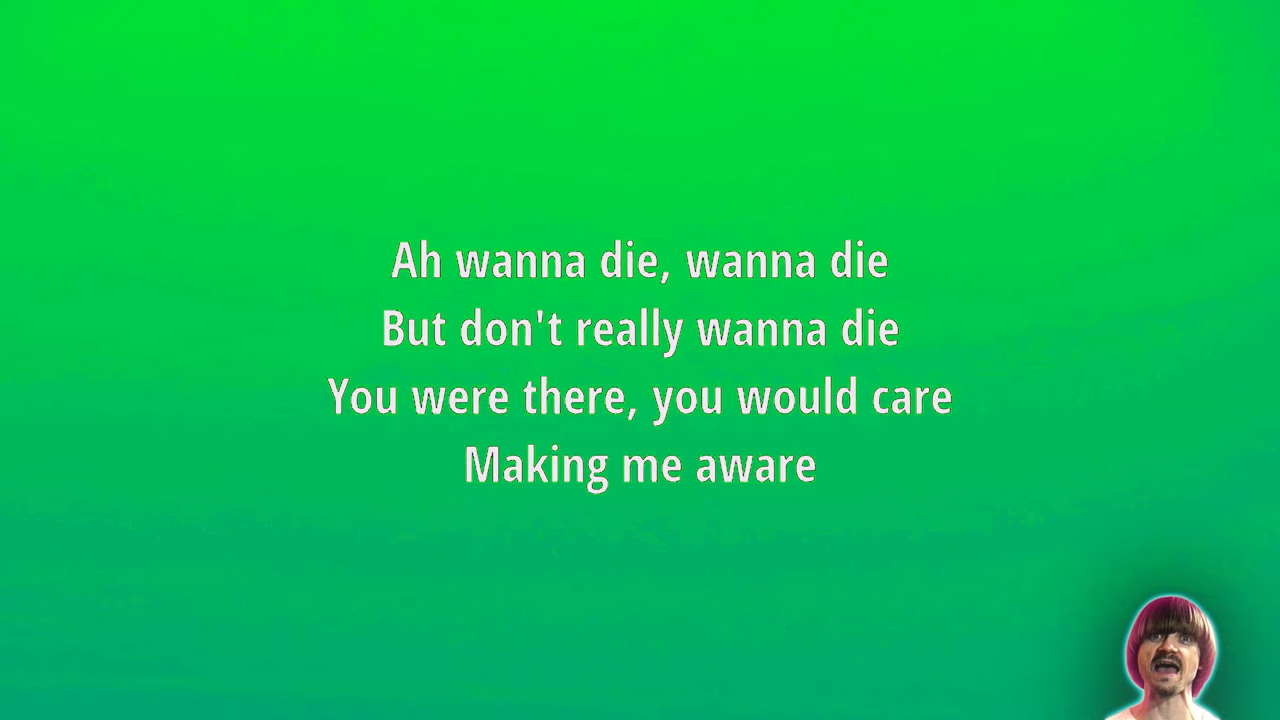 Ah wanna die, wanna die
But don't really wanna die
You were there, you would care
Making me aware